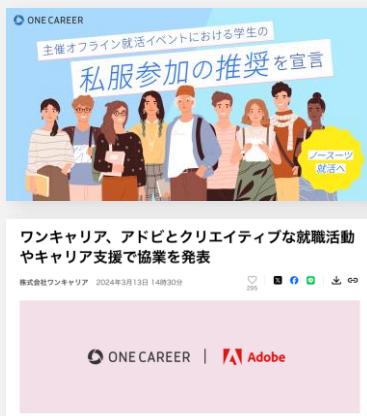 ONE CAREER
主催オフライン就活イベントにおける学生の
私服参加の推奨を宣言
ノースーツ
就活へ
ワンキャリア、アドビとクリエイティブな就職活動
やキャリア支援で協業を発表
株式会社ワンキャリア 2024年3月13日 14時30分
295
ONE CAREER | Adobe